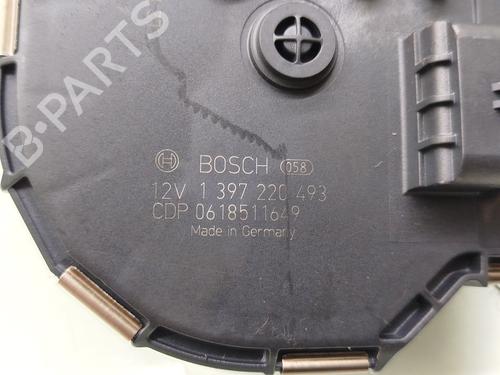 B-PARTS
BOSCH 058
12V 1 397 220 493
CDP 0618511649
Made in Germany